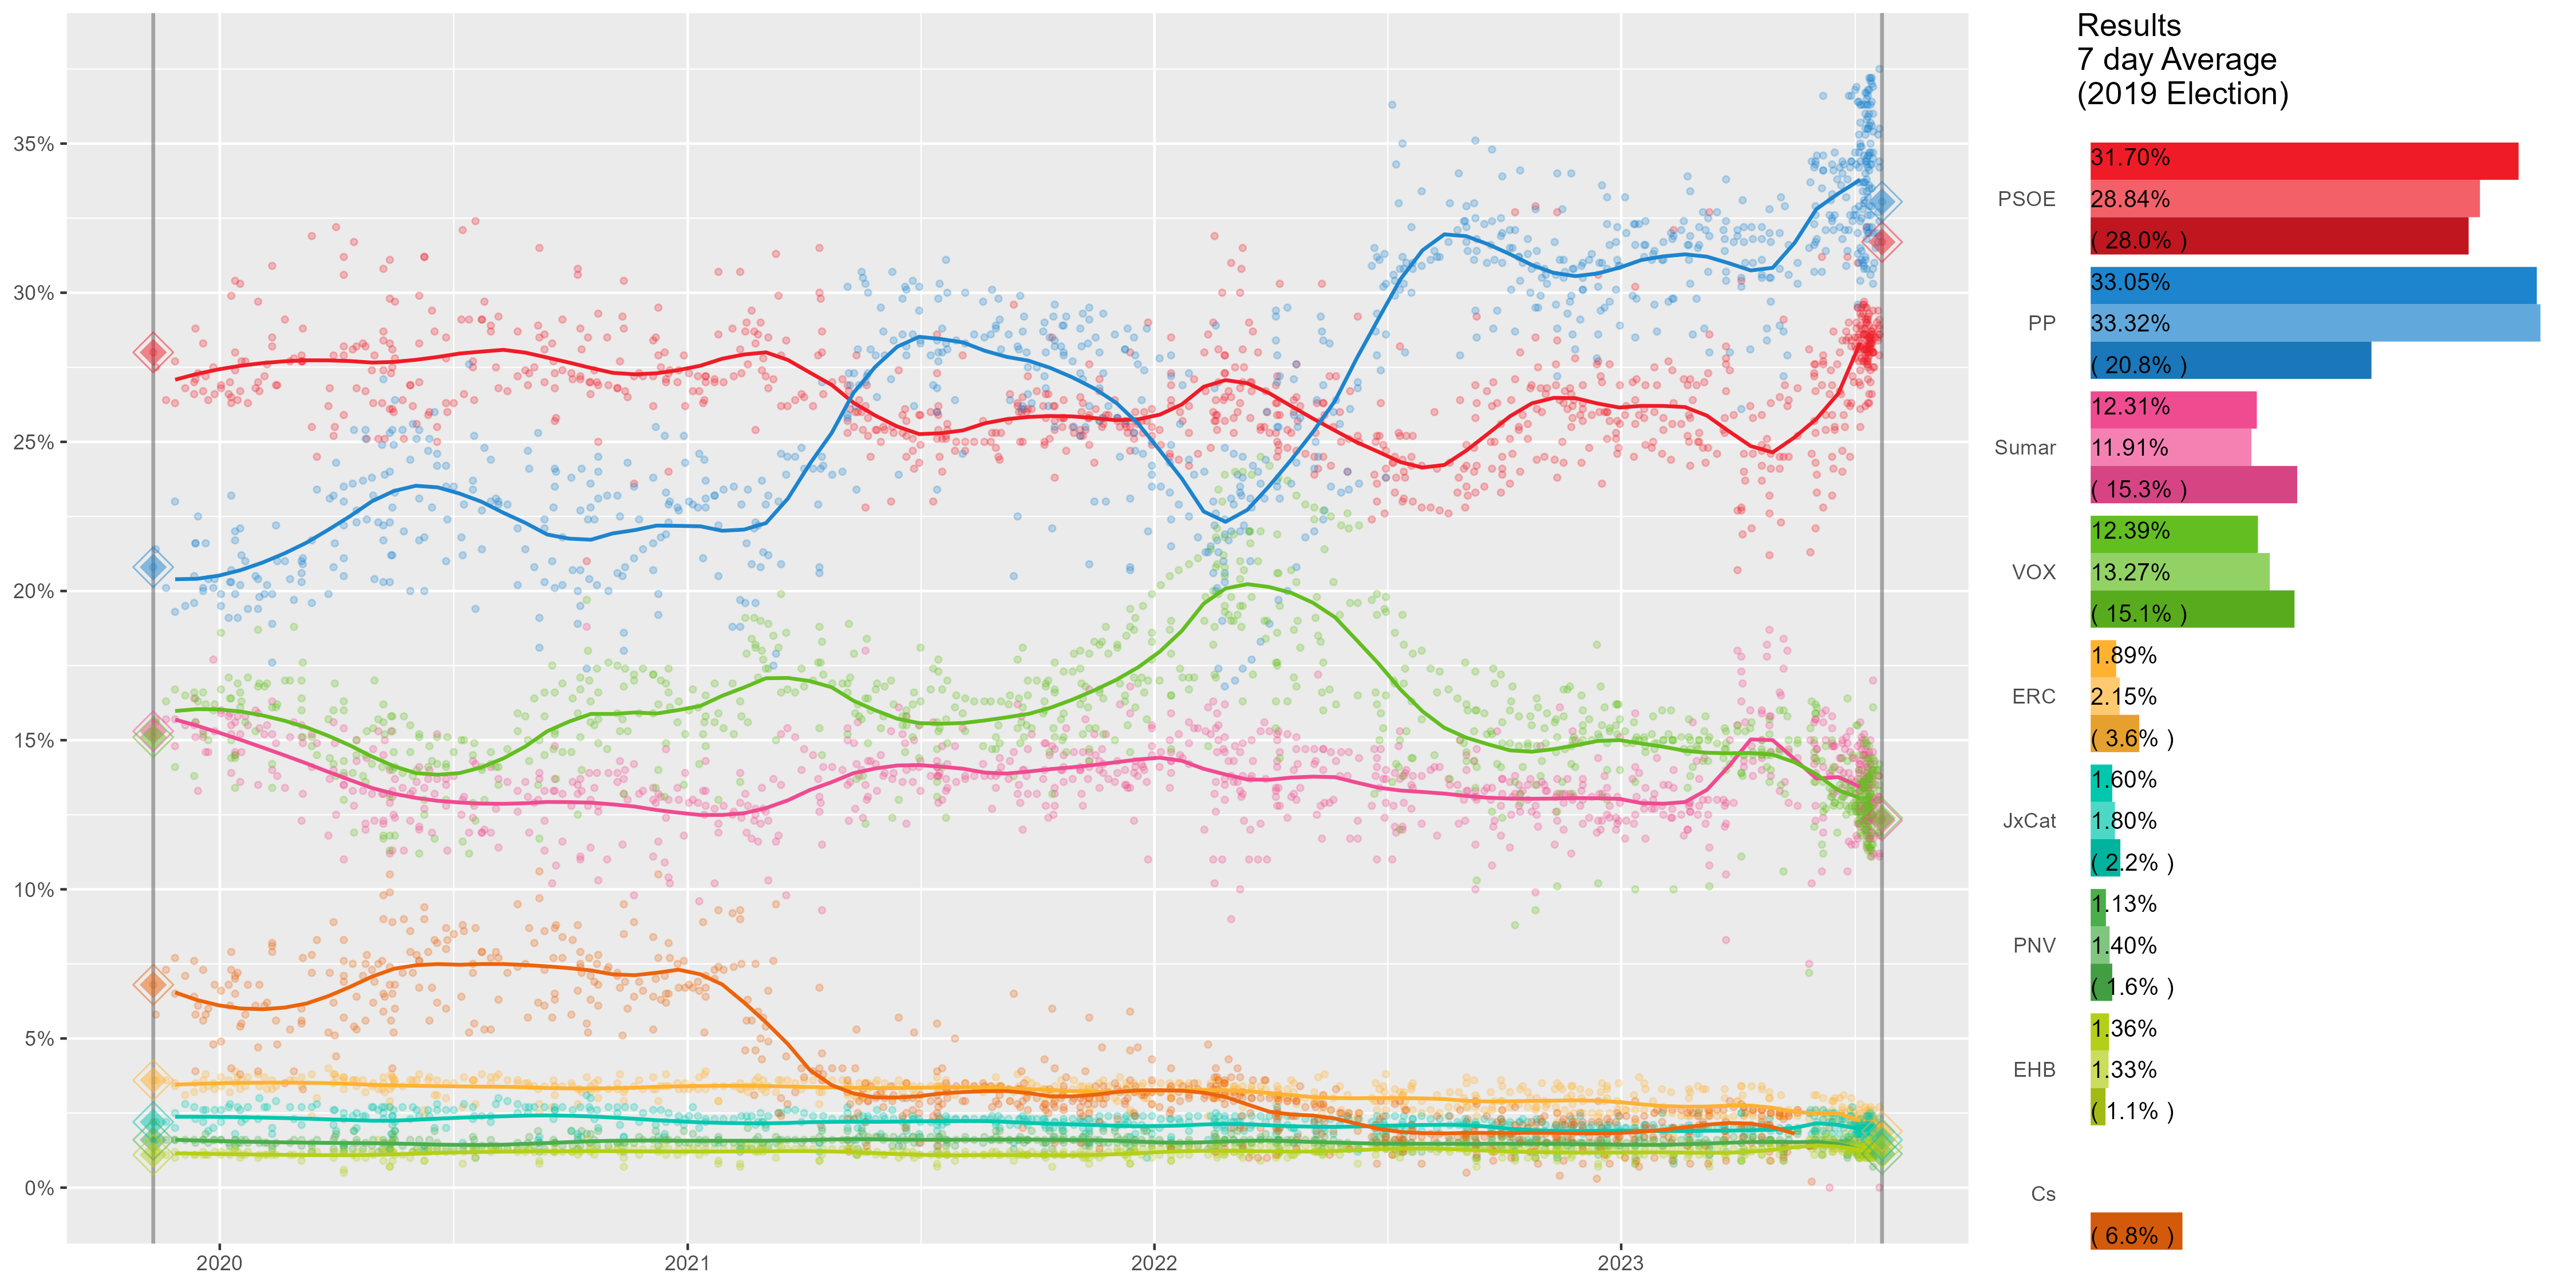 Results
7 day Average
(2019 Election)
35%
30%
25%
20%
15%
10%
5%
0%
2020
2021
2022
2023
PSOE
31.70%
28.84%
( 28.0% )
PP
33.05%
33.32%
( 20.8% )
Sumar
12.31%
11.91%
( 15.3% )
VOX
12.39%
13.27%
( 15.1% )
ERC
1.89%
2.15%
( 3.6% )
JxCat
1.60%
1.80%
( 2.2% )
PNV
1.13%
1.40%
( 1.6% )
EHB
1.36%
1.33%
( 1.1% )
Cs
( 6.8% )